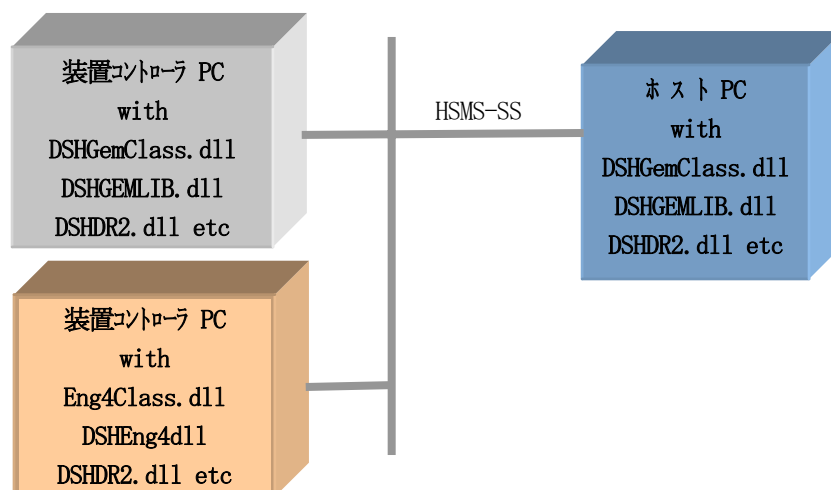 装置コントローラ PC
with
DSHGemClass.dll
DSHGEMLIB.dll
DSHDR2.dll etc
HSMS-SS
ホスト PC
with
DSHGemClass.dll
DSHGEMLIB.dll
DSHDR2.dll etc
装置コントローラ PC
with
Eng4Class.dll
DSHEng4dll
DSHDR2.dll etc